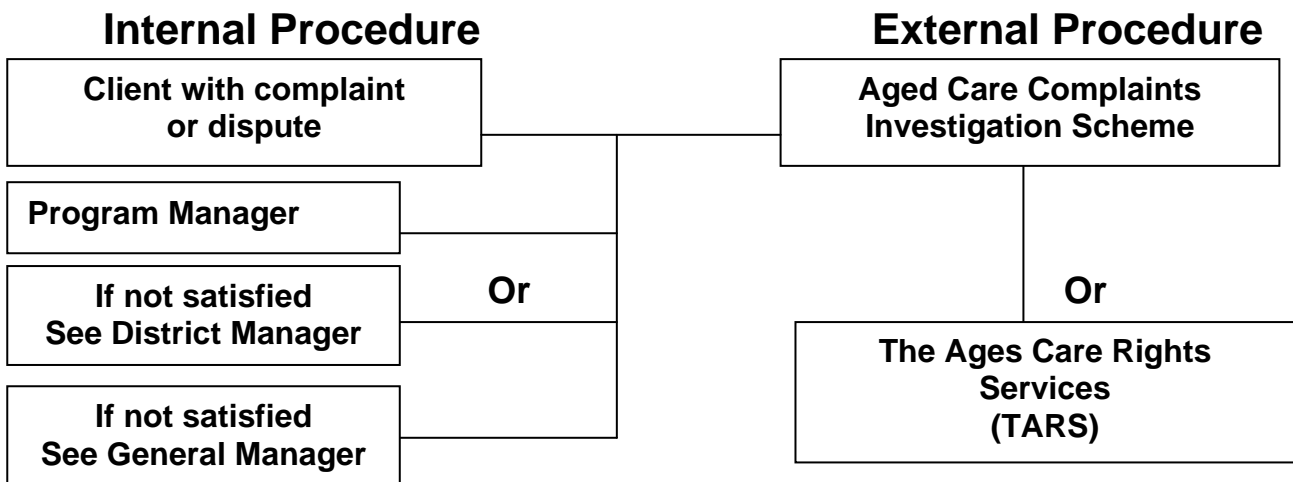 Internal Procedure
Client with complaint
or dispute
Program Manager
If not satisfied
See District Manager
Or
If not satisfied
See General Manager
External Procedure
Aged Care Complaints
Investigation Scheme
Or
The Ages Care Rights
Services
(TARS)